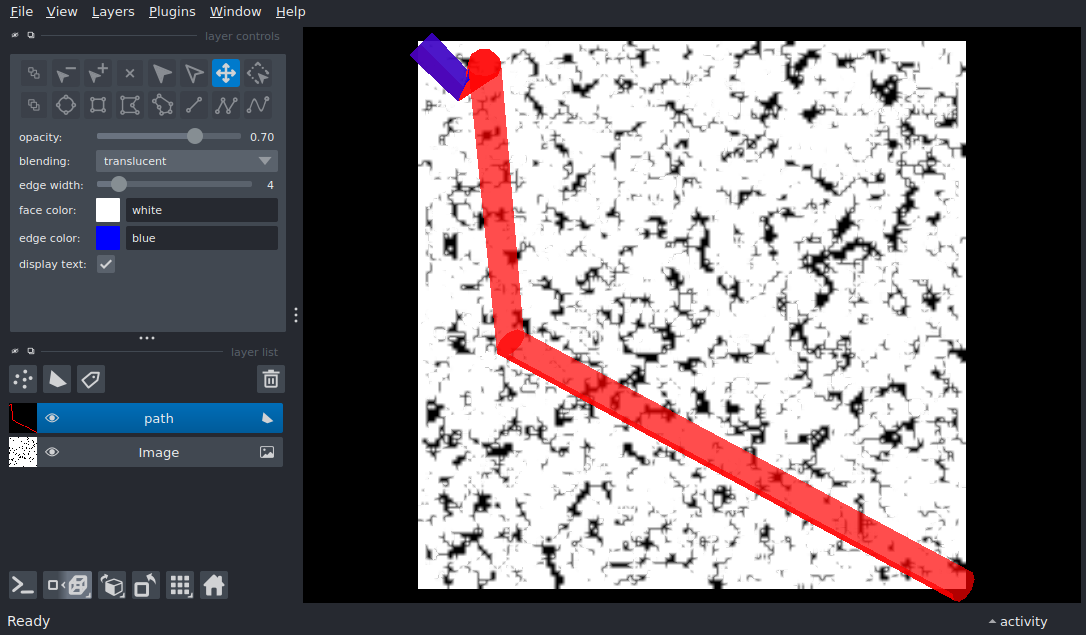 File View Layers Plugins Window Help
layer controls
opacity: 0.70
blending: translucent
edge width: 4
face color: white
edge color: blue
display text:
layer list
path
Image
Ready activity